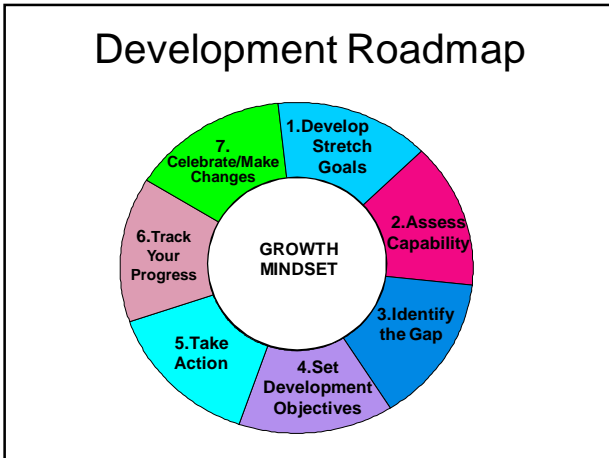 Development Roadmap
1.Develop
Stretch
Goals
2.Assess
Capability
3.Identify
the Gap
4.Set
Development
Objectives
5.Take
Action
6.Track
Your
Progress
7.
Celebrate/Make
Changes
GROWTH
MINDSET